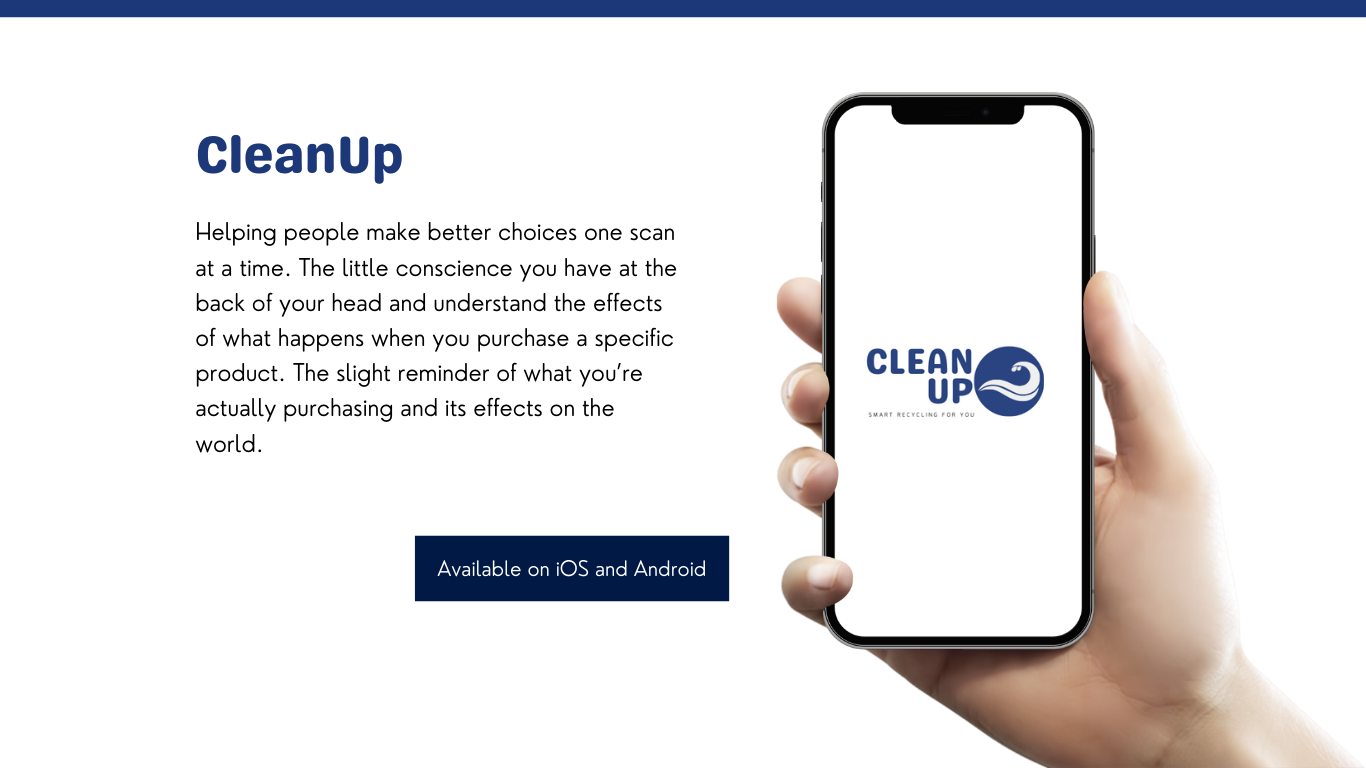 CleanUp
Helping people make better choices one scan
at a time. The little conscience you have at the
back of your head and understand the effects
of what happens when you purchase a specific
product. The slight reminder of what you’re
actually purchasing and its effects on the
world.
Available on iOS and Android
CLEAN
UP
SMART RECYCLING FOR YOU